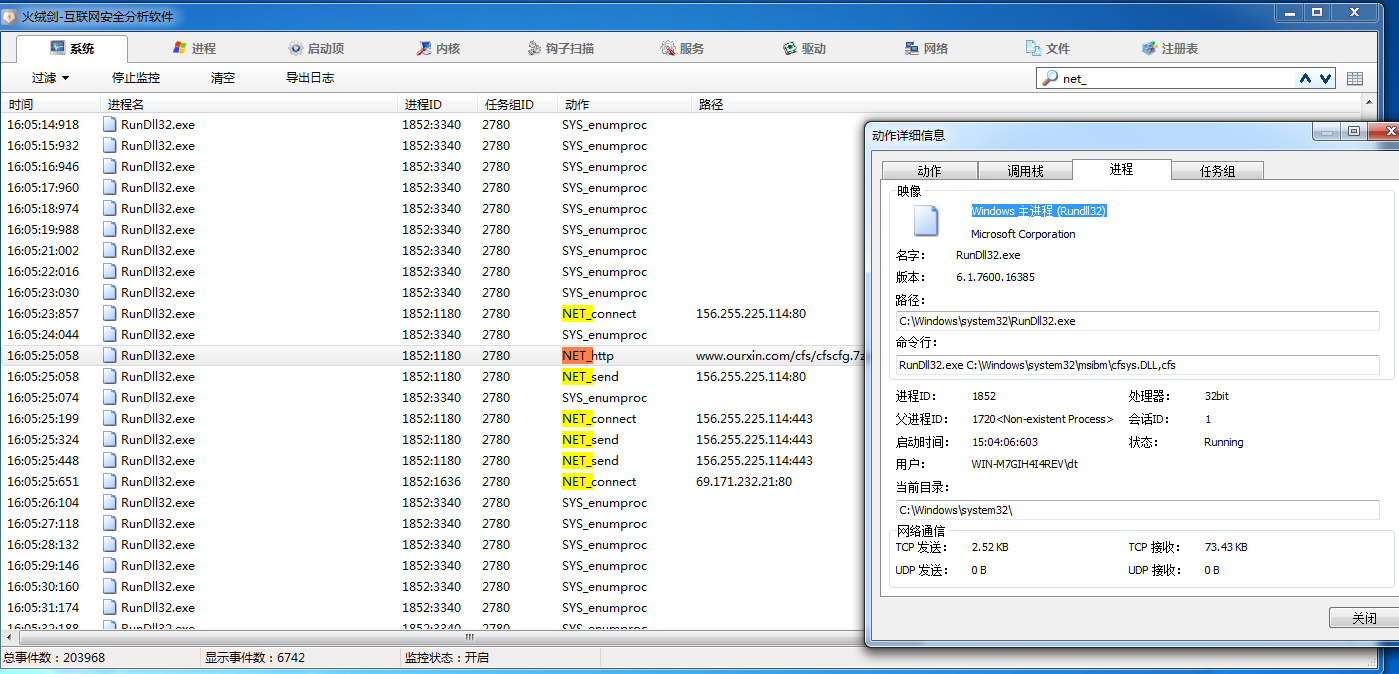 火绒剑-互联网安全分析软件
系统 进程 启动项 内核 钩子扫描 服务 驱动 网络 文件 注册表
过滤 停止监控 清空 导出日志 net_
时间 进程名 进程ID 任务组ID 动作 路径
16:05:14:918 RunDll32.exe 1852:3340 2780 SYS_enumproc
16:05:15:932 RunDll32.exe 1852:3340 2780 SYS_enumproc
16:05:16:946 RunDll32.exe 1852:3340 2780 SYS_enumproc
16:05:17:960 RunDll32.exe 1852:3340 2780 SYS_enumproc
16:05:18:974 RunDll32.exe 1852:3340 2780 SYS_enumproc
16:05:19:988 RunDll32.exe 1852:3340 2780 SYS_enumproc
16:05:21:002 RunDll32.exe 1852:3340 2780 SYS_enumproc
16:05:22:016 RunDll32.exe 1852:3340 2780 SYS_enumproc
16:05:23:030 RunDll32.exe 1852:3340 2780 SYS_enumproc
16:05:23:857 RunDll32.exe 1852:1180 2780 NET_connect 156.255.225.114:80
16:05:24:044 RunDll32.exe 1852:3340 2780 SYS_enumproc
16:05:25:058 RunDll32.exe 1852:1180 2780 NET_http www.ourxin.com/cfs/cfscfg.7z
16:05:25:058 RunDll32.exe 1852:1180 2780 NET_send 156.255.225.114:80
16:05:25:074 RunDll32.exe 1852:3340 2780 SYS_enumproc
16:05:25:199 RunDll32.exe 1852:1180 2780 NET_connect 156.255.225.114:443
16:05:25:324 RunDll32.exe 1852:1180 2780 NET_send 156.255.225.114:443
16:05:25:448 RunDll32.exe 1852:1180 2780 NET_send 156.255.225.114:443
16:05:25:651 RunDll32.exe 1852:1636 2780 NET_connect 69.171.232.21:80
16:05:26:104 RunDll32.exe 1852:3340 2780 SYS_enumproc
16:05:27:118 RunDll32.exe 1852:3340 2780 SYS_enumproc
16:05:28:132 RunDll32.exe 1852:3340 2780 SYS_enumproc
16:05:29:146 RunDll32.exe 1852:3340 2780 SYS_enumproc
16:05:30:160 RunDll32.exe 1852:3340 2780 SYS_enumproc
16:05:31:174 RunDll32.exe 1852:3340 2780 SYS_enumproc
16:05:32:188 RunDll32.exe 1852:3340 2780 SYS_enumproc
总事件数：203968 显示事件数：6742 监控状态：开启
动作详细信息
动作 调用栈 进程 任务组
映像
Windows 主进程 (Rundll32)
Microsoft Corporation
名字： RunDll32.exe
版本： 6.1.7600.16385
路径：
C:\Windows\system32\RunDll32.exe
命令行：
RunDll32.exe C:\Windows\system32\msibm\cfsys.DLL,cfs
进程ID： 1852 处理器： 32bit
父进程ID： 1720<Non-existent Process> 会话ID： 1
启动时间： 15:04:06:603 状态： Running
用户： WIN-M7GIH4I4REV\dt
当前目录：
C:\Windows\system32\
网络通信
TCP 发送： 2.52 KB TCP 接收： 73.43 KB
UDP 发送： 0 B UDP 接收： 0 B
关闭